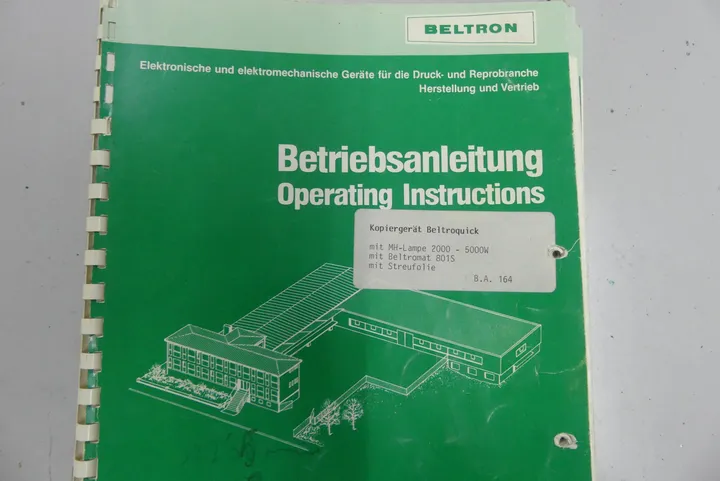 BELTRON
Elektronische und elektromechanische Geräte für die Druck- und Reprobranche
Herstellung und Vertrieb
Betriebsanleitung
Operating Instructions
Kopiergerät Beltroquick
mit MH-Lampe 2000 - 5000W
mit Beltromat 801S
mit Streufolie
B.A. 164